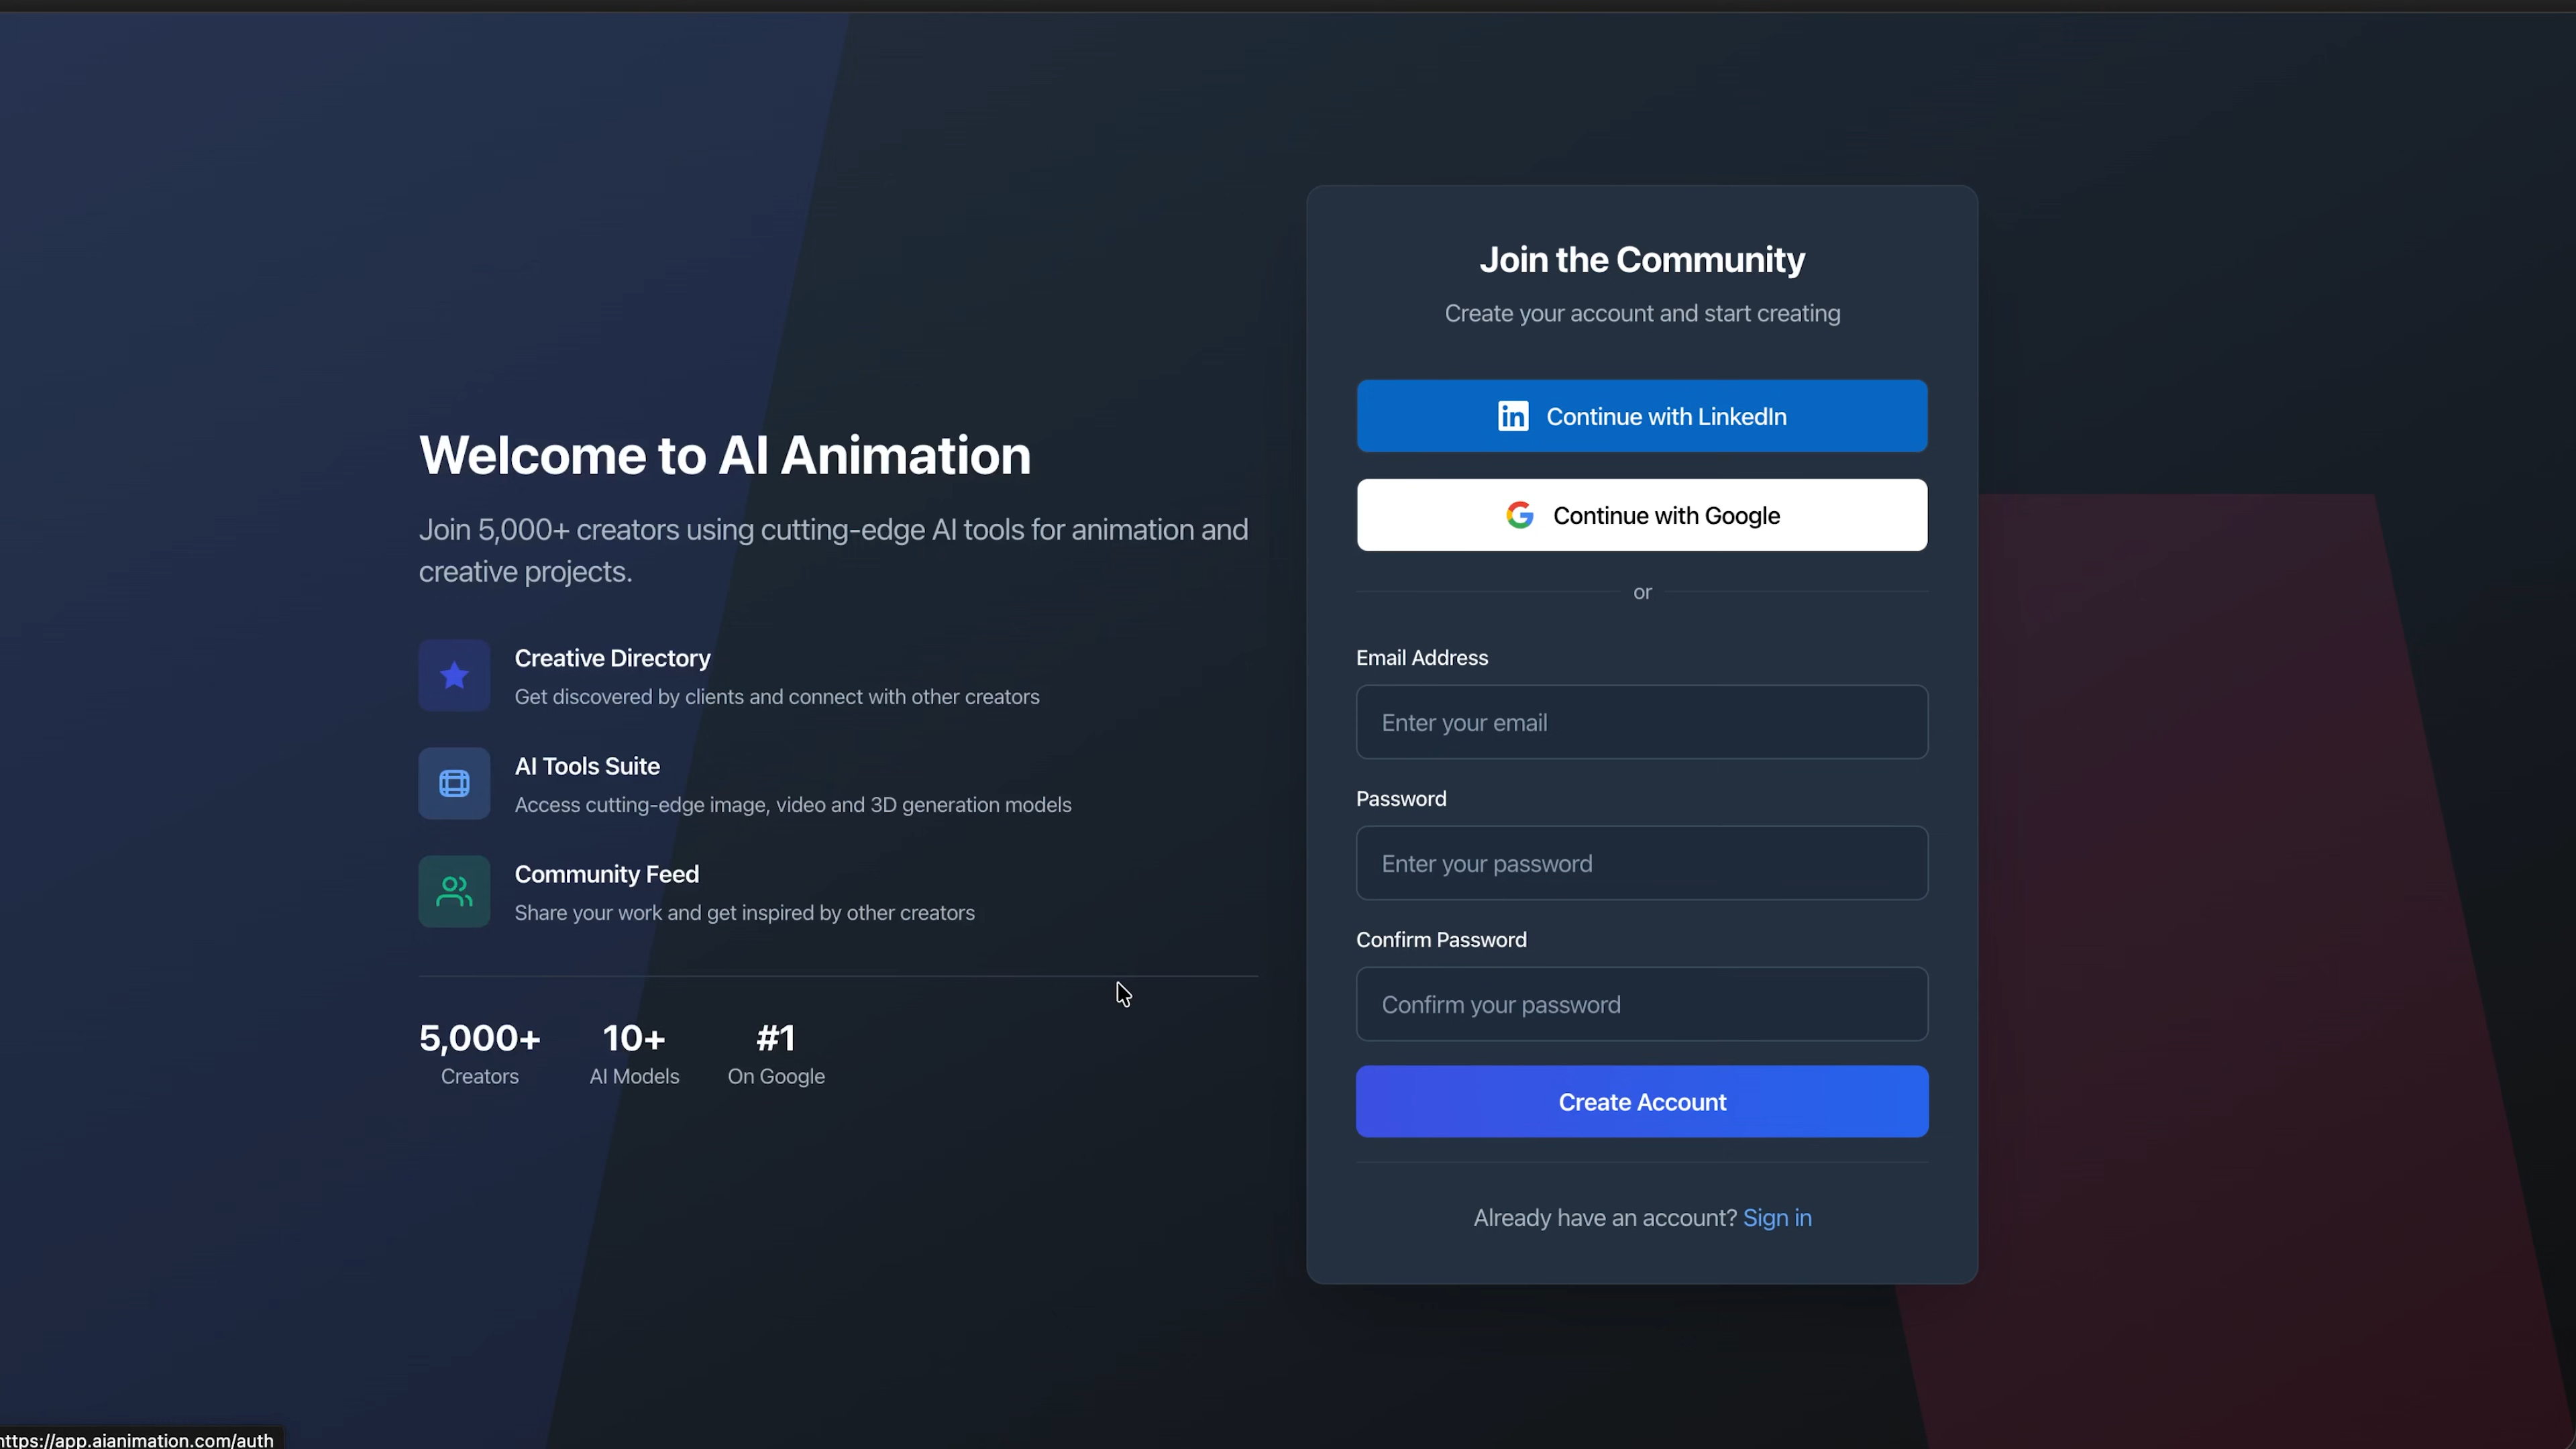 Welcome to AI Animation
Join 5,000+ creators using cutting-edge AI tools for animation and
creative projects.
Creative Directory
Get discovered by clients and connect with other creators
AI Tools Suite
Access cutting-edge image, video and 3D generation models
Community Feed
Share your work and get inspired by other creators
5,000+
Creators
10+
AI Models
#1
On Google
Join the Community
Create your account and start creating
in Continue with LinkedIn
G Continue with Google
or
Email Address
Enter your email
Password
Enter your password
Confirm Password
Confirm your password
Create Account
Already have an account? Sign in
https://app.aianimation.com/auth